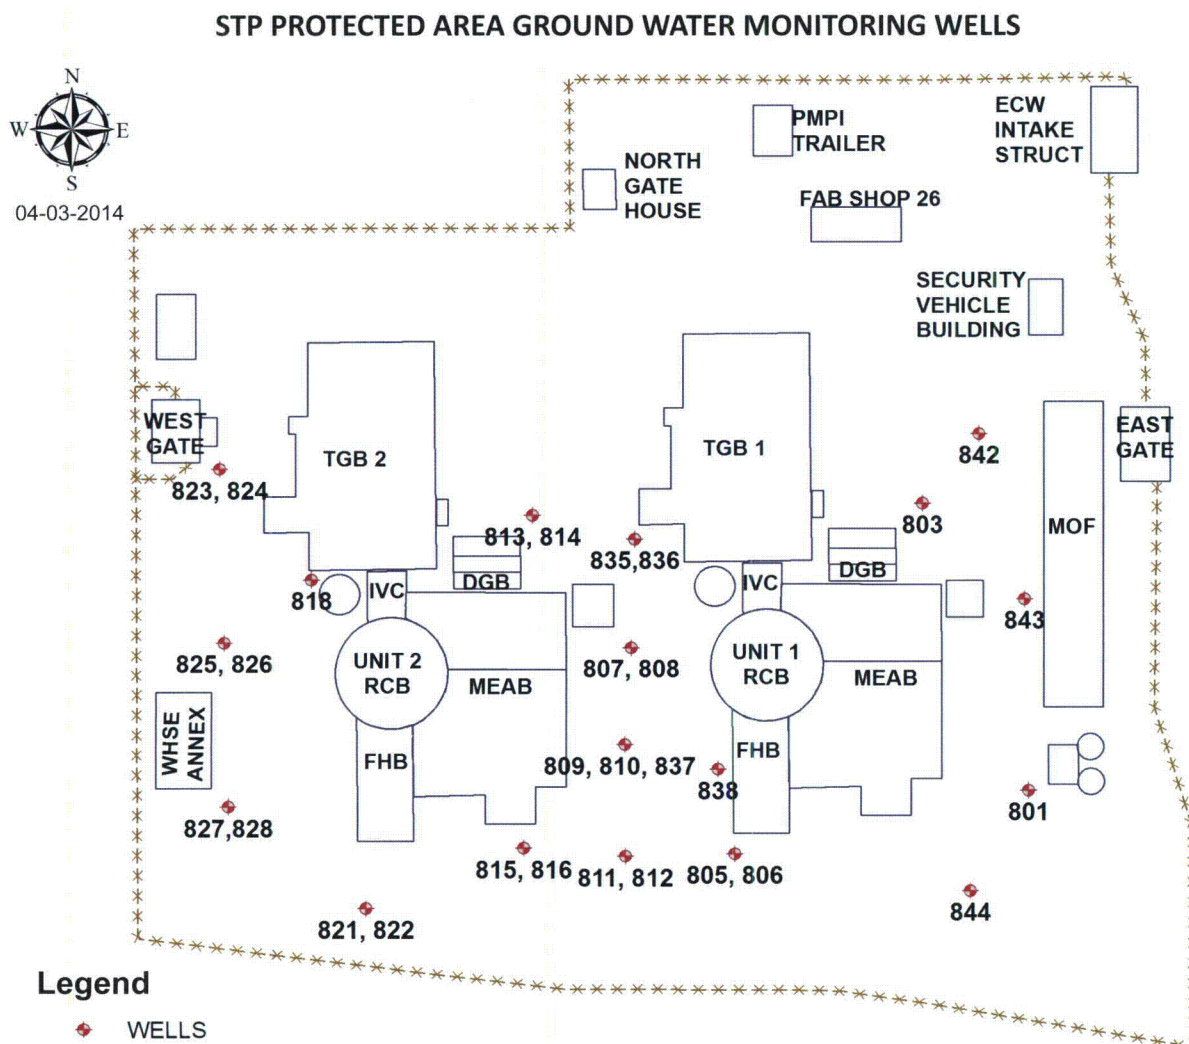 STP PROTECTED AREA GROUND WATER MONITORING WELLS
N
W
E
S
04-03-2014
PMPI
TRAILER
ECW
INTAKE
STRUCT
NORTH
GATE
HOUSE
FAB SHOP 26
SECURITY
VEHICLE
BUILDING
WEST
GATE
TGB 2
TGB 1
EAST
GATE
842
823, 824
803
MOF
813, 814
835,836
DGB
DGB
IVC
IVC
818
843
825, 826
UNIT 2
RCB
MEAB
807, 808
UNIT 1
RCB
MEAB
WHSE
ANNEX
FHB
FHB
809, 810, 837
838
801
827,828
815, 816
811, 812
805, 806
844
821, 822
Legend
WELLS